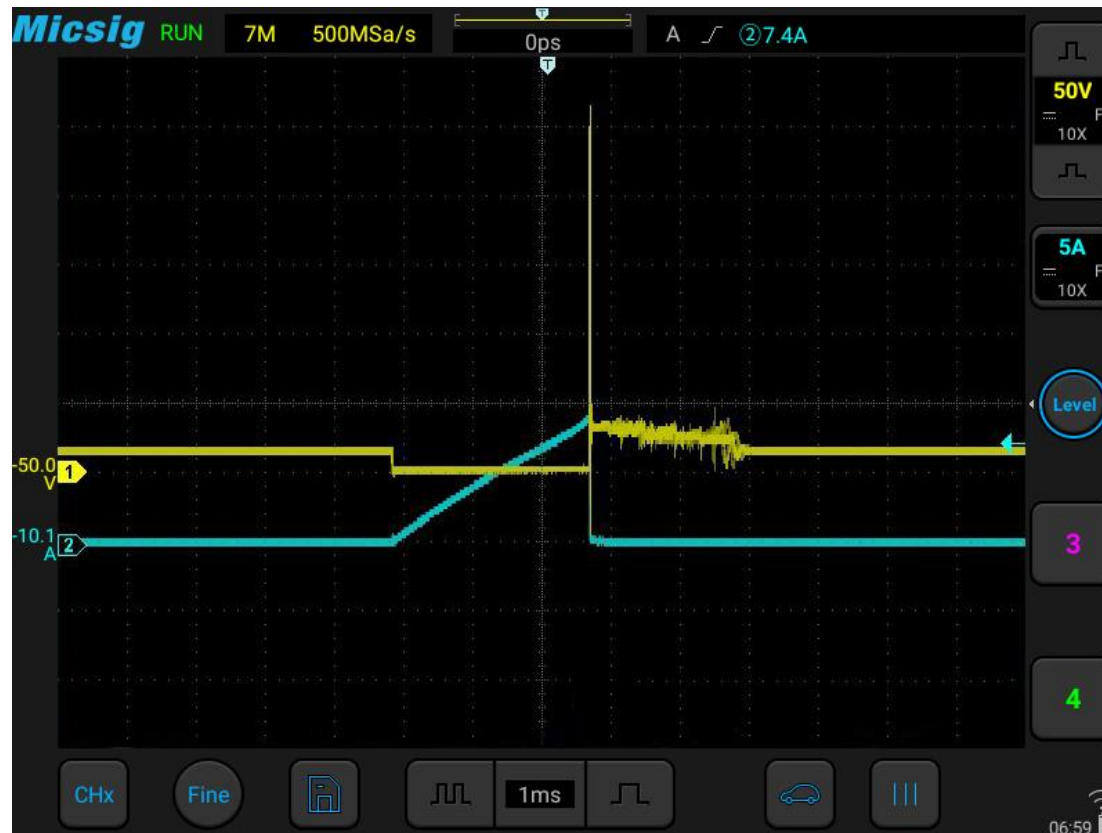 Micsig RUN 7M 500MSa/s T 0ps A ②7.4A
T
50V
F
10X
5A
F
10X
Level
-50.0
V
1
-10.1
A
2
3
4
CHx Fine 1ms
06:59